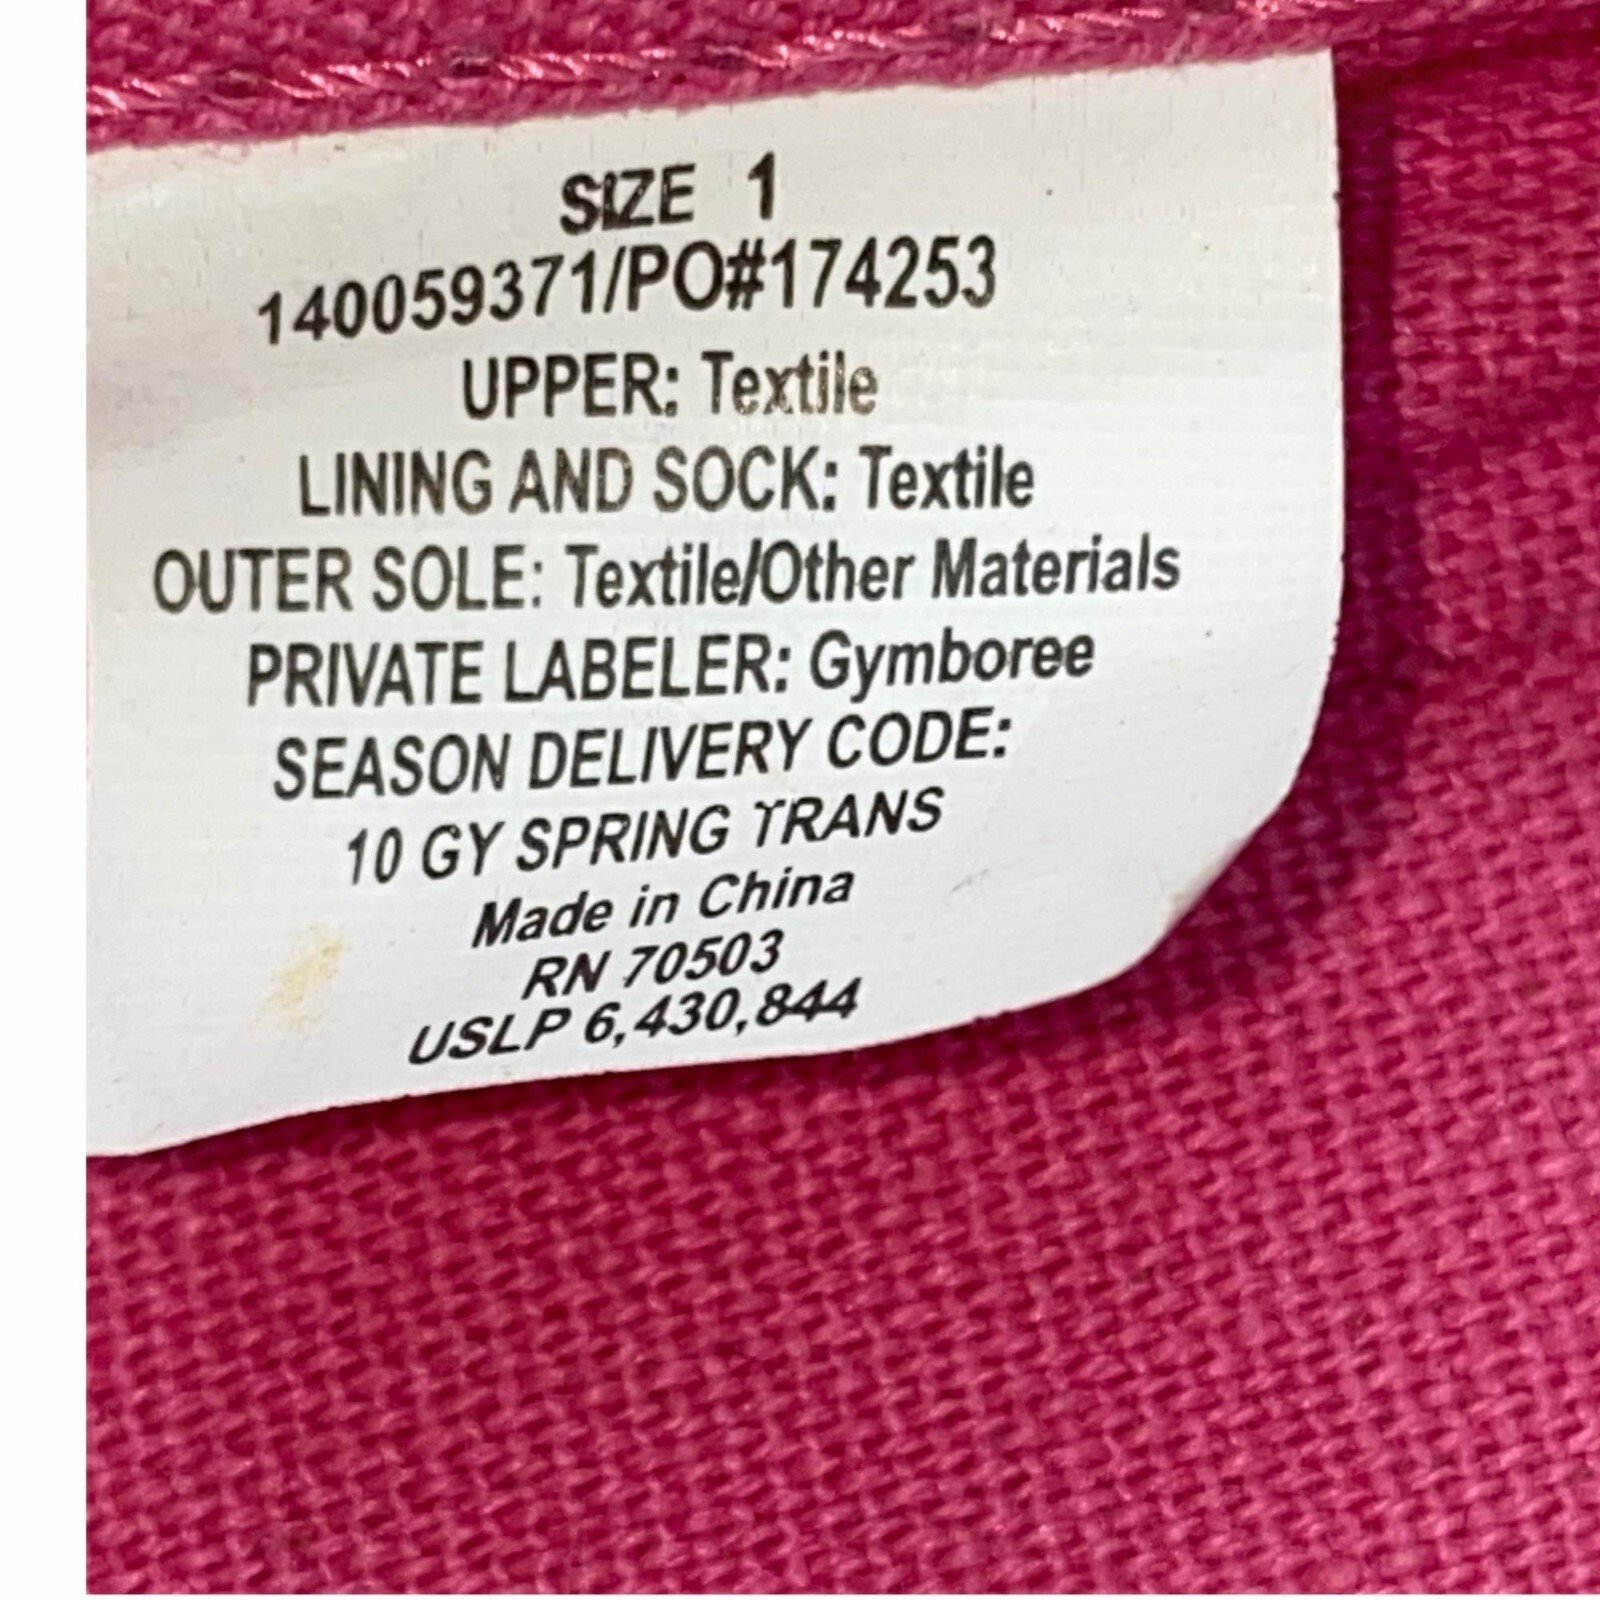 SIZE 1
140059371/PO#174253
UPPER: Textile
LINING AND SOCK: Textile
OUTER SOLE: Textile/Other Materials
PRIVATE LABELER: Gymboree
SEASON DELIVERY CODE:
10 GY SPRING TRANS
Made in China
RN 70503
USLP 6,430,844